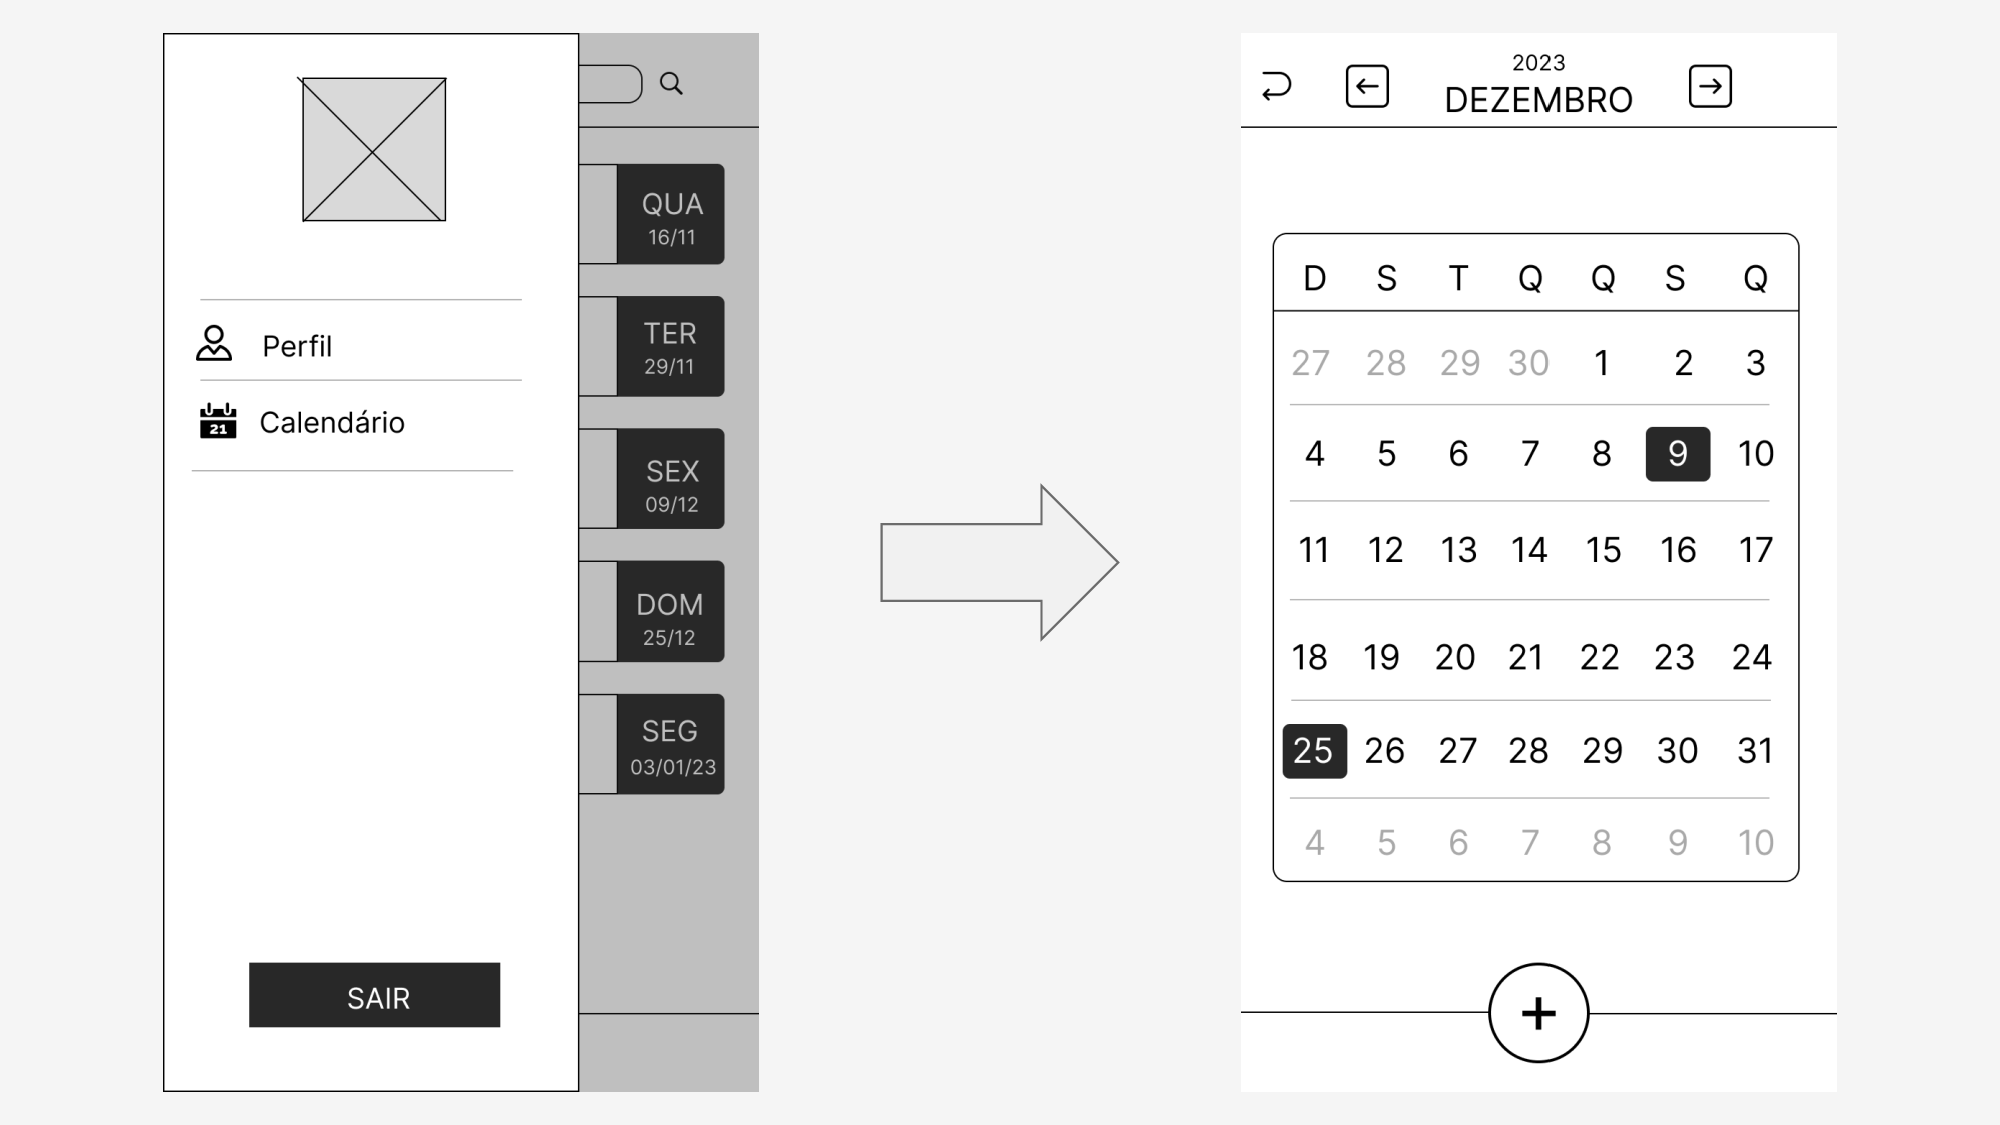 Perfil
21
Calendário
SAIR
QUA
16/11
TER
29/11
SEX
09/12
DOM
25/12
SEG
03/01/23
2023
DEZEMBRO
D S T Q Q S Q
27 28 29 30 1 2 3
4 5 6 7 8 9 10
11 12 13 14 15 16 17
18 19 20 21 22 23 24
25 26 27 28 29 30 31
4 5 6 7 8 9 10
+